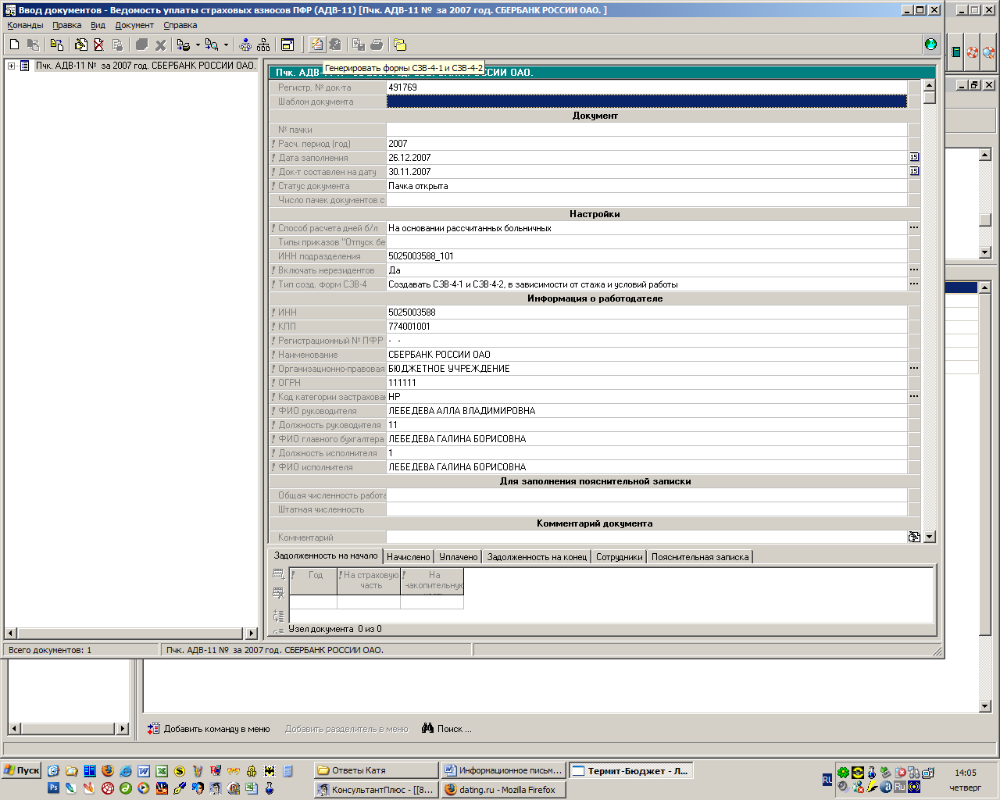 Ввод документов - Ведомость уплаты страховых взносов ПФР (АДВ-11) [Пчк. АДВ-11 №  за 2007 год. СБЕРБАНК РОССИИ ОАО. ]
Команды Правка Вид Документ Справка
Генерировать формы СЗВ-4-1 и СЗВ-4-2
Пчк. АДВ-11 №  за 2007 год. СБЕРБАНК РОССИИ ОАО.
Регистр. № док-та 491769
Шаблон документа
Документ
№ пачки
! Расч. период (год) 2007
! Дата заполнения 26.12.2007 15
! Док-т составлен на дату 30.11.2007 15
! Статус документа Пачка открыта
Число пачек документов с
Настройки
! Способ расчета дней б/л На основании рассчитанных больничных ...
Типы приказов "Отпуск бе
ИНН подразделения 5025003588_101
! Включать нерезидентов Да ...
! Тип созд. форм СЗВ-4 Создавать СЗВ-4-1 и СЗВ-4-2, в зависимости от стажа и условий работы ...
Информация о работодателе
! ИНН 5025003588
! КПП 774001001
! Регистрационный № ПФР - -
! Наименование СБЕРБАНК РОССИИ ОАО
! Организационно-правовая БЮДЖЕТНОЕ УЧРЕЖДЕНИЕ ...
! ОГРН 111111
! Код категории застрахован НР ...
! ФИО руководителя ЛЕБЕДЕВА АЛЛА ВЛАДИМИРОВНА
! Должность руководителя 11
! ФИО главного бухгалтера ЛЕБЕДЕВА ГАЛИНА БОРИСОВНА
! Должность исполнителя 1
! ФИО исполнителя ЛЕБЕДЕВА ГАЛИНА БОРИСОВНА
Для заполнения пояснительной записки
Общая численность работа
Штатная численность
Комментарий документа
Комментарий
Задолженность на начало Начислено Уплачено Задолженность на конец Сотрудники Пояснительная записка
! Год ! На страховую часть ! На накопительную
Узел документа 0 из 0
Всего документов: 1 Пчк. АДВ-11 №  за 2007 год. СБЕРБАНК РОССИИ ОАО.
Добавить команду в меню Добавить разделитель в меню Поиск ...
Пуск
Ответы Катя
Информационное письм...
Термит-Бюджет - Л...
КонсультантПлюс - [[8...
dating.ru - Mozilla Firefox
RL
Ru
14:05
четверг